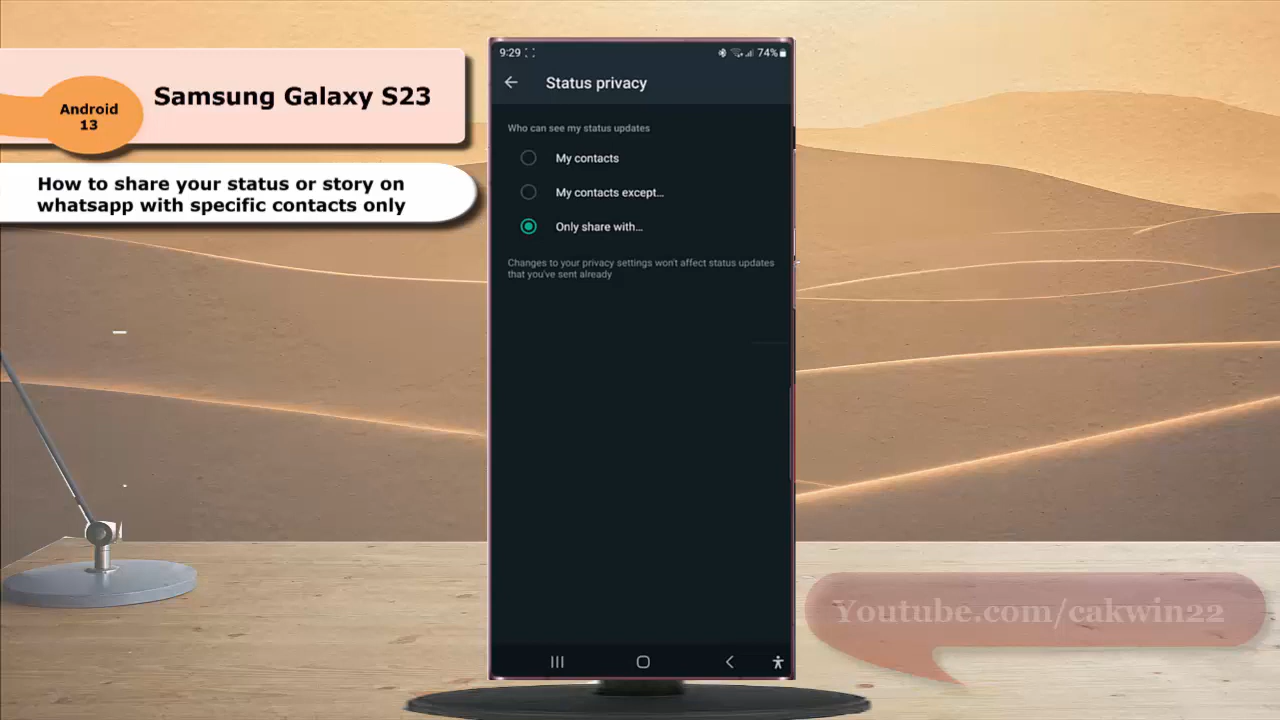 Samsung Galaxy S23
Android
13
How to share your status or story on
whatsapp with specific contacts only
9:29
74%
Status privacy
Who can see my status updates
My contacts
My contacts except...
Only share with...
Changes to your privacy settings won't affect status updates
that you've sent already
Youtube.com/cakwin22